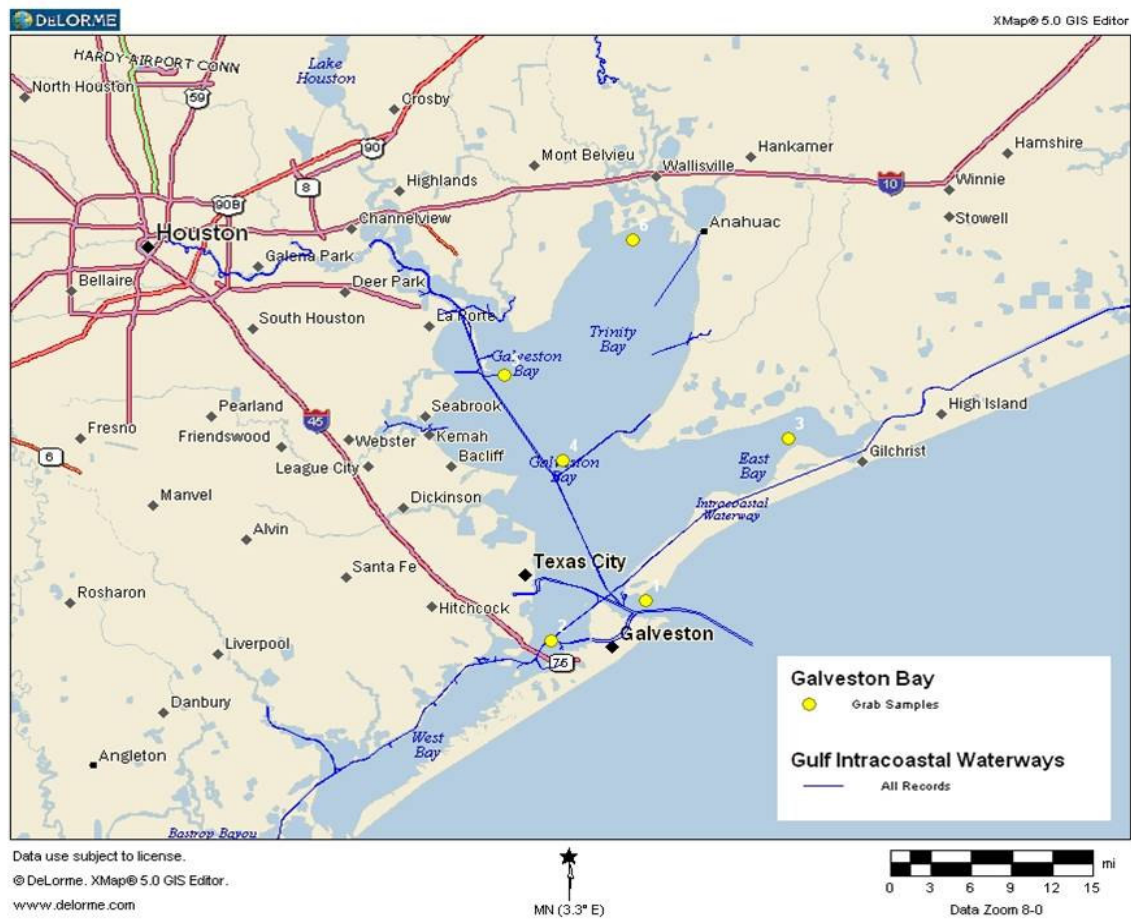 DELORME
XMap® 5.0 GIS Editor
HARDY AIRPORT CONN
Lake
Houston
North Houston
59
Crosby
90
Mont Belvieu
Hankamer
Hamshire
8
Highlands
Wallisville
10
Winnie
90B
Stowell
Channelview
Anahuac
6
Houston
Galena Park
Bellaire
Deer Park
South Houston
La Porte
Trinity
Bay
5
Galveston
Bay
Pearland
Seabrook
High Island
Fresno
45
Friendswood
Webster
Kemah
3
6
League City
Bacliff
4
Galveston
Bay
East
Bay
Gilchrist
Manvel
Dickinson
Intracoastal
Waterway
Alvin
Texas City
Santa Fe
1
Rosharon
Hitchcock
2
Galveston
Liverpool
75
Danbury
West
Bay
Angleton
Bastrop Bayou
Galveston Bay
Grab Samples
Gulf Intracoastal Waterways
All Records
Data use subject to license.
© DeLorme. XMap® 5.0 GIS Editor.
www.delorme.com
MN (3.3° E)
mi
0 3 6 9 12 15
Data Zoom 8-0